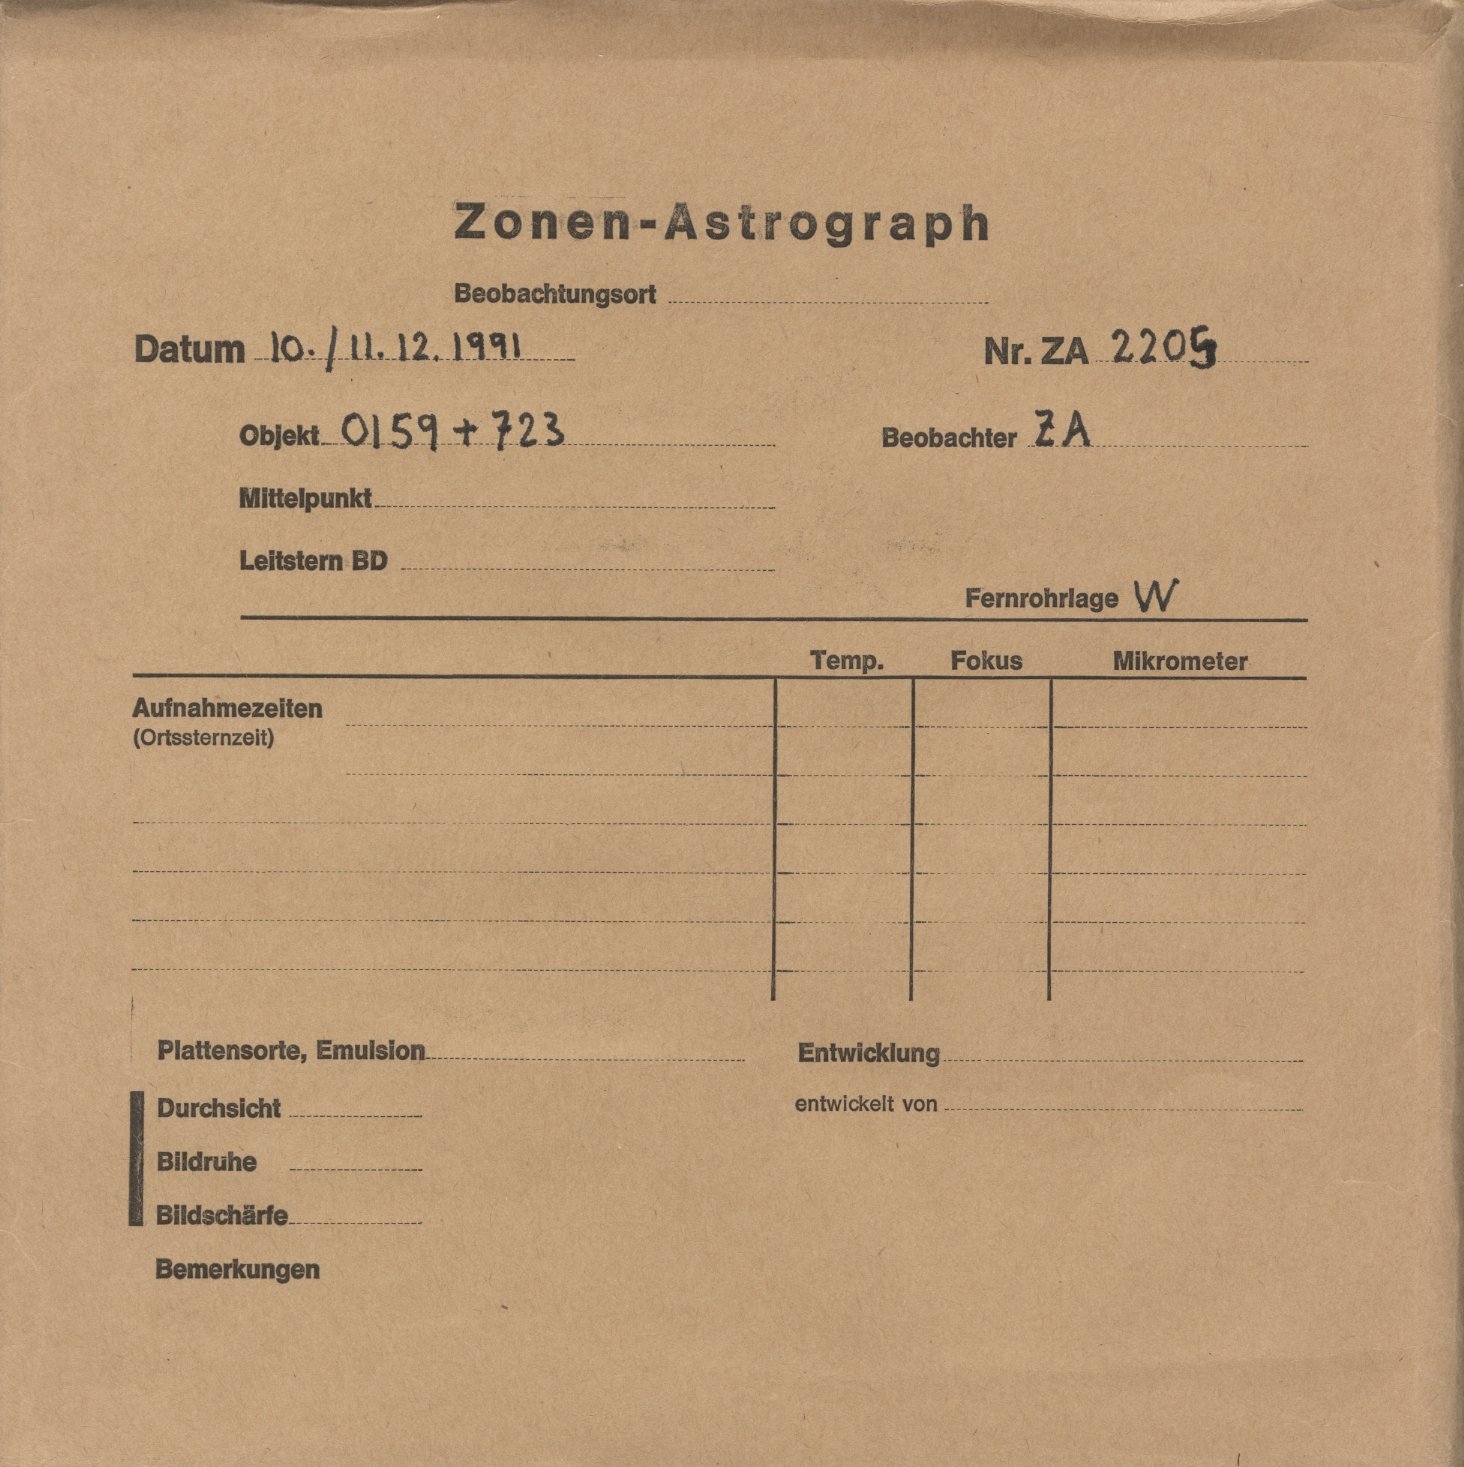 Zonen-Astrograph
Beobachtungsort
Datum 10./11.12.1991 Nr. ZA 2205
Objekt 0159+723 Beobachter ZA
Mittelpunkt
Leitstern BD
Fernrohrlage W
Temp. Fokus Mikrometer
Aufnahmezeiten
(Ortssternzeit)
Plattensorte, Emulsion Entwicklung
Durchsicht entwickelt von
Bildruhe
Bildschärfe
Bemerkungen